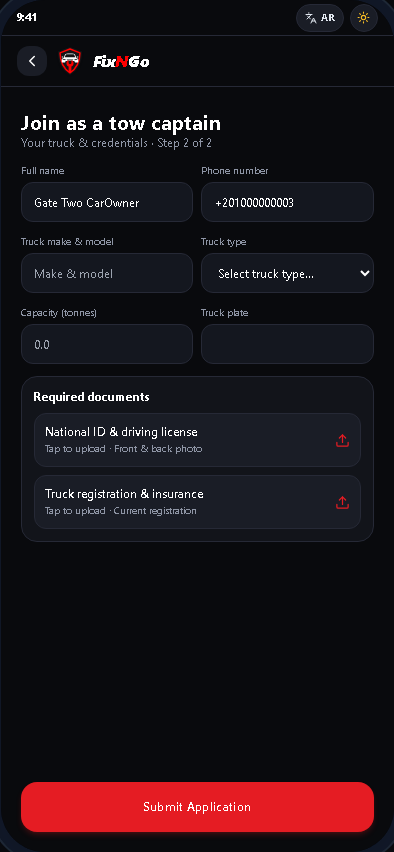 9:41
AR
FixNGo
Join as a tow captain
Your truck & credentials · Step 2 of 2
Full name
Phone number
Gate Two CarOwner
+201000000003
Truck make & model
Truck type
Make & model
Select truck type...
Capacity (tonnes)
Truck plate
0.0
Required documents
National ID & driving license
Tap to upload · Front & back photo
Truck registration & insurance
Tap to upload · Current registration
Submit Application